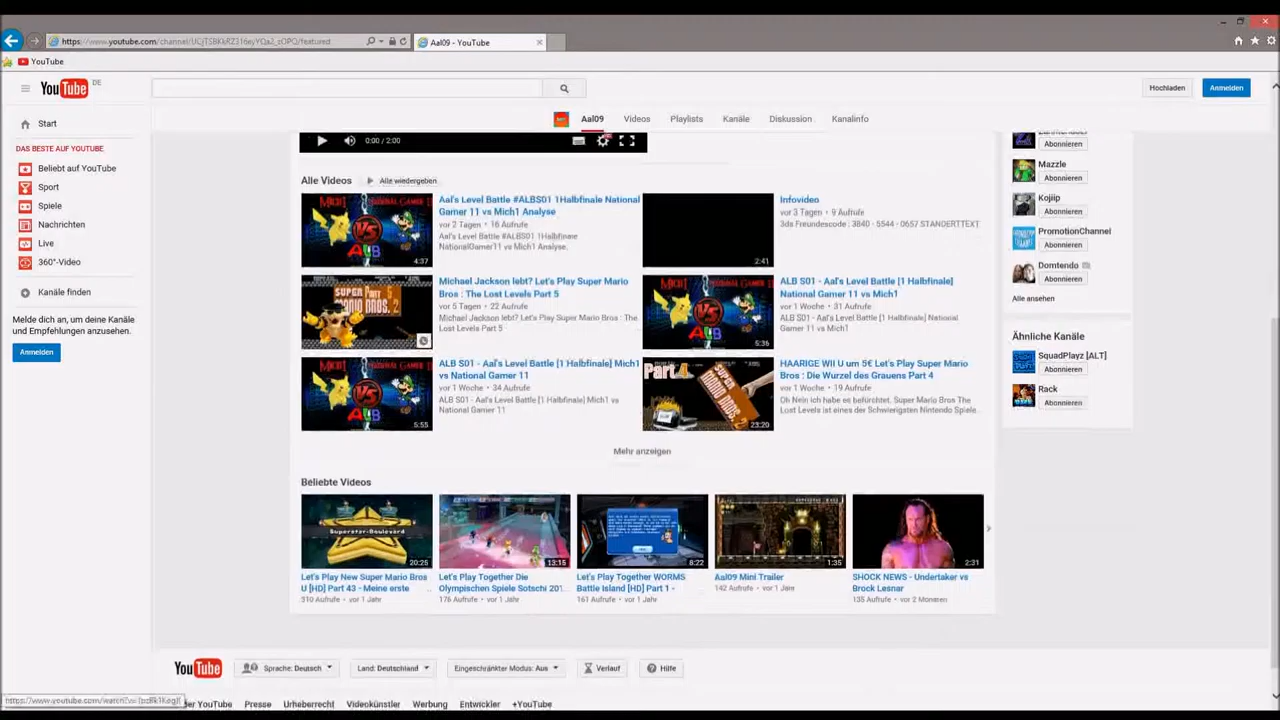 Aal09 - YouTube
YouTube
YouTube DE
Hochladen
Anmelden
Start
DAS BESTE AUF YOUTUBE
Beliebt auf YouTube
Sport
Spiele
Nachrichten
Live
360°-Video
Kanäle finden
Melde dich an, um deine Kanäle
und Empfehlungen anzusehen.
Anmelden
Aal09 Videos Playlists Kanäle Diskussion Kanalinfo
0:00 / 2:00
Alle Videos Alle wiedergeben
4:37
Aal's Level Battle #ALBS01 1Halbfinale National
Gamer 11 vs Mich1 Analyse
vor 2 Tagen • 16 Aufrufe
Aal's Level Battle #ALBS01 1Halbfinale
NationalGamer11 vs Mich1 Analyse,
2:41
Infovideo
vor 3 Tagen • 9 Aufrufe
3ds Freundescode : 3840 - 5544 - 0657 STANDERTTEXT
Michael Jackson lebt? Let's Play Super Mario
Bros : The Lost Levels Part 5
vor 5 Tagen • 22 Aufrufe
Michael Jackson lebt? Let's Play Super Mario Bros : The
Lost Levels Part 5
VS
ALB
5:36
ALB S01 - Aal's Level Battle [1 Halbfinale]
National Gamer 11 vs Mich1
vor 1 Woche • 31 Aufrufe
ALB S01 - Aal's Level Battle [1 Halbfinale] National
Gamer 11 vs Mich1
VS
ALB
5:55
ALB S01 - Aal's Level Battle [1 Halbfinale] Mich1
vs National Gamer 11
vor 1 Woche • 34 Aufrufe
ALB S01 - Aal's Level Battle [1 Halbfinale] Mich1 vs
National Gamer 11
23:20
HAARIGE WII U um 5€ Let's Play Super Mario
Bros : Die Wurzel des Grauens Part 4
vor 1 Woche • 19 Aufrufe
Oh Nein ich habe es befürchtet. Super Mario Bros The
Lost Levels ist eines der Schwierigsten Nintendo Spiele
Mehr anzeigen
Beliebte Videos
Superstar-Boulevard
20:25
Let's Play New Super Mario Bros
U [HD] Part 43 - Meine erste
310 Aufrufe • vor 1 Jahr
13:15
Let's Play Together Die
Olympischen Spiele Sotschi 201
176 Aufrufe • vor 1 Jahr
8:22
Let's Play Together WORMS
Battle Island [HD] Part 1 -
161 Aufrufe • vor 1 Jahr
1:35
Aal09 Mini Trailer
142 Aufrufe • vor 1 Jahr
2:31
SHOCK NEWS - Undertaker vs
Brock Lesnar
135 Aufrufe • vor 2 Monaten
Abonnieren
Mazzle
Abonnieren
Kojiip
Abonnieren
PromotionChannel
Abonnieren
Domtendo
Abonnieren
Alle ansehen
Ähnliche Kanäle
SquadPlayz [ALT]
Abonnieren
Rack
Abonnieren
YouTube Sprache: Deutsch Land: Deutschland Eingeschränkter Modus: Aus Verlauf Hilfe
der YouTube Presse Urheberrecht Videokünstler Werbung Entwickler +YouTube